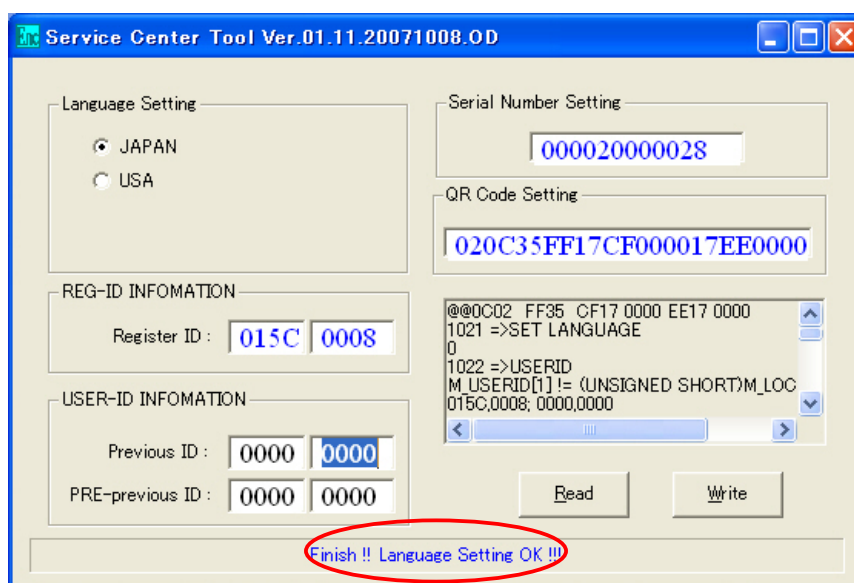 Service Center Tool Ver.01.11.20071008.OD
Language Setting
JAPAN
USA
Serial Number Setting
000020000028
QR Code Setting
020C35FF17CF000017EE0000
REG-ID INFOMATION
Register ID : 015C 0008
USER-ID INFOMATION
Previous ID : 0000 0000
PRE-previous ID : 0000 0000
@@0C02 FF35 CF17 0000 EE17 0000
1021 =>SET LANGUAGE
0
1022 =>USERID
M_USERID[1] != (UNSIGNED SHORT)M_LOC
015C,0008; 0000,0000
Read Write
Finish !! Language Setting OK !!!